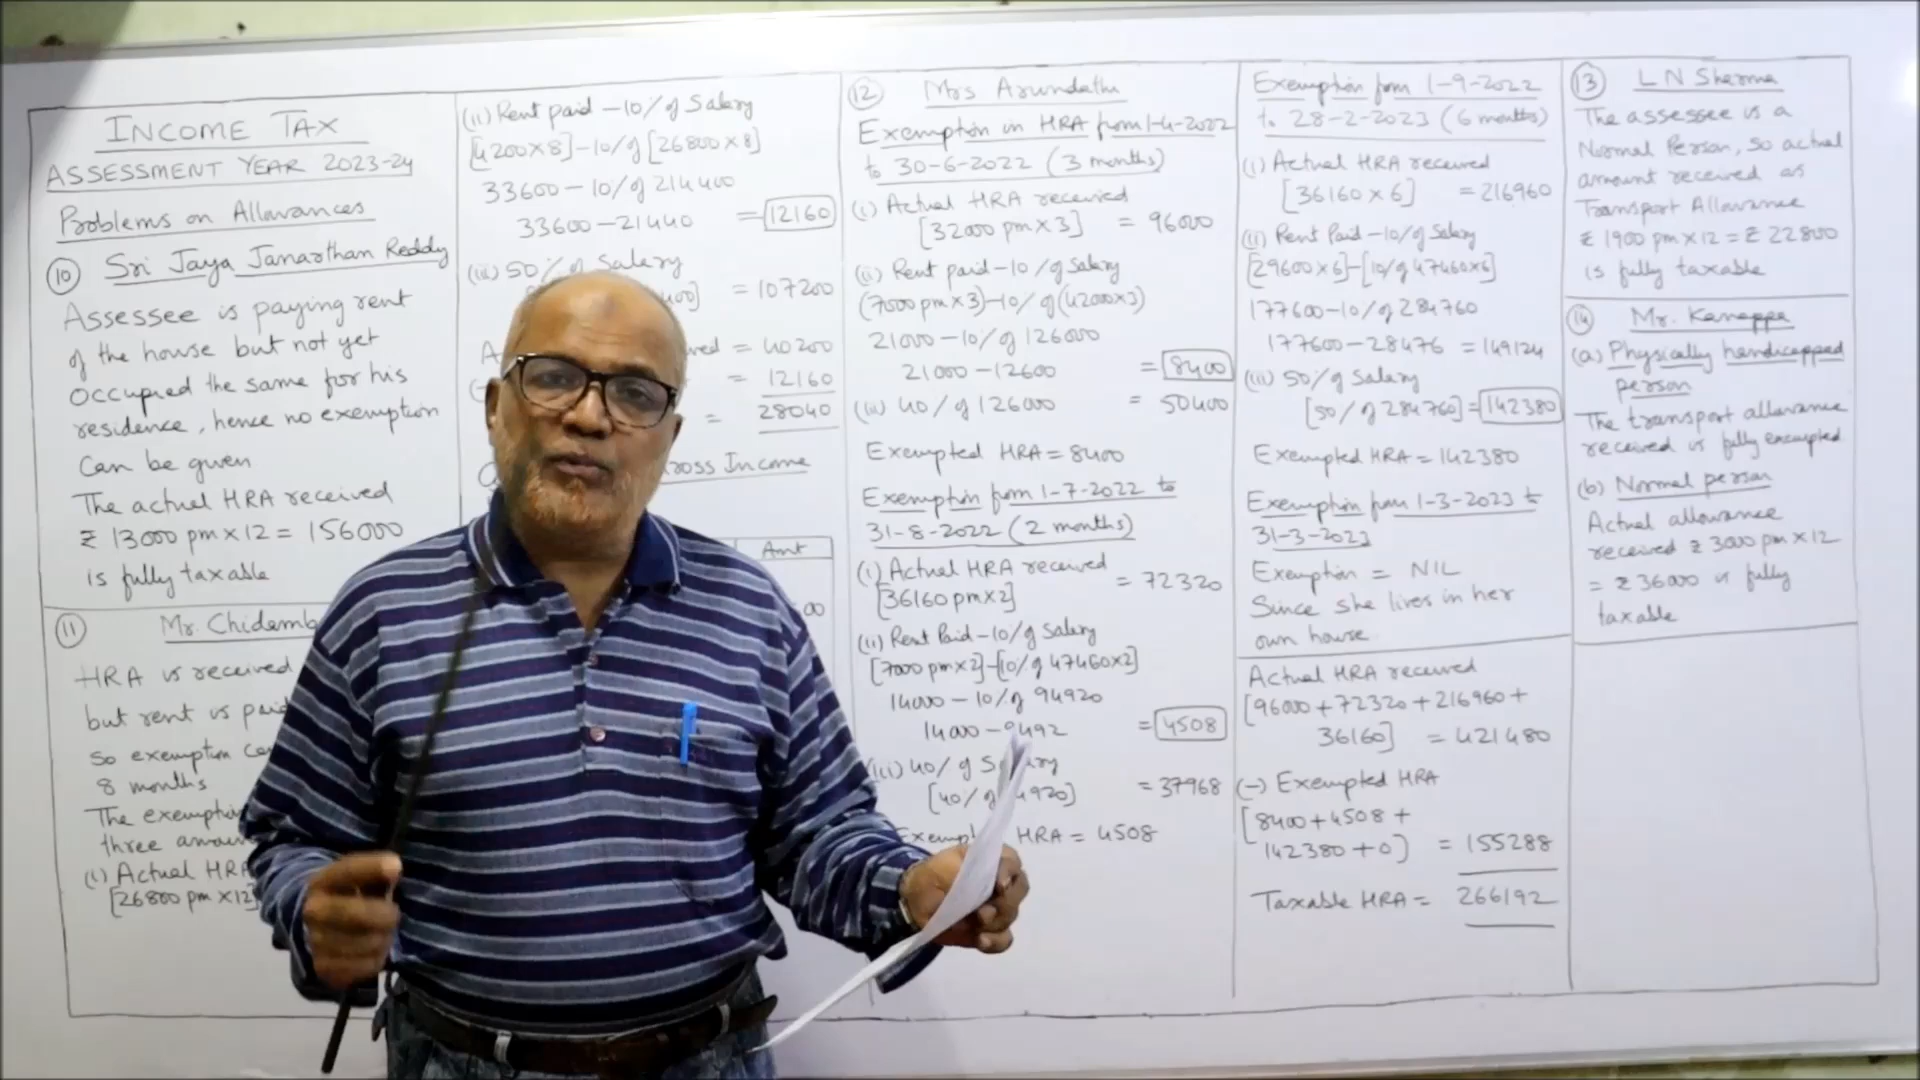 INCOME TAX
ASSESSMENT YEAR 2023-24
Problems on Allowances
10 Sri Jaya Janarthan Reddy
Assessee is paying rent
of the house but not yet
occupied the same for his
residence, hence no exemption
Can be given
The actual HRA received
₹ 13000 pm x 12 = 156000
is fully taxable
11 Mr. Chidamb
HRA is received
but rent is paid
so exemption
8 months
The exemption
three
(i) Actual HRA
[26800 pm x 12]
(ii) Rent paid - 10% of Salary
[4200 x 8] - 10% of [26800 x 8]
33600 - 10% of 214400
33600 - 21440 = 12160
(iii) 50% of Salary
= 107200
= 40200
= 12160
= 28040
Gross Income
Amt
00
12 Mrs Arundathi
Exemption in HRA from 1-4-2022
to 30-6-2022 (3 months)
(i) Actual HRA received
[32000 pm x 3] = 96000
(ii) Rent paid - 10% of Salary
(7000 pm x 3) - 10% of (42000 x 3)
21000 - 10% of 126000
21000 - 12600 = 8400
(iii) 40% of 126000 = 50400
Exempted HRA = 8400
Exemption from 1-7-2022 to
31-8-2022 (2 months)
(i) Actual HRA received
[36160 pm x 2] = 72320
(ii) Rent Paid - 10% of Salary
[7000 pm x 2] - [10% of 47460 x 2]
14000 - 10% of 94920
14000 - 9492 = 4508
(iii) 40% of Salary
[40% of 4920] = 37968
HRA = 4508
Exemption from 1-9-2022
to 28-2-2023 (6 months)
(i) Actual HRA received
[36160 x 6] = 216960
(ii) Rent Paid - 10% of Salary
[29600 x 6] - [10% of 47460 x 6]
177600 - 10% of 284760
177600 - 28476 = 149124
(iii) 50% of Salary
[50% of 284760] = 142380
Exempted HRA = 142380
Exemption from 1-3-2023 to
31-3-2023
Exemption = NIL
Since she lives in her
own house
Actual HRA received
[96000 + 72320 + 216960 +
36160] = 421480
(-) Exempted HRA
[8400 + 4508 +
142380 + 0] = 155288
Taxable HRA = 266192
13 L N Sharma
The assessee is a
Normal Person, so actual
amount received as
Transport Allowance
₹ 1900 pm x 12 = ₹ 22800
is fully taxable
14 Mr. Kanappa
(a) Physically handicapped
person
The transport allowance
received is fully exempted
(b) Normal person
Actual allowance
received ₹ 3000 pm x 12
= ₹ 36000 is fully
taxable